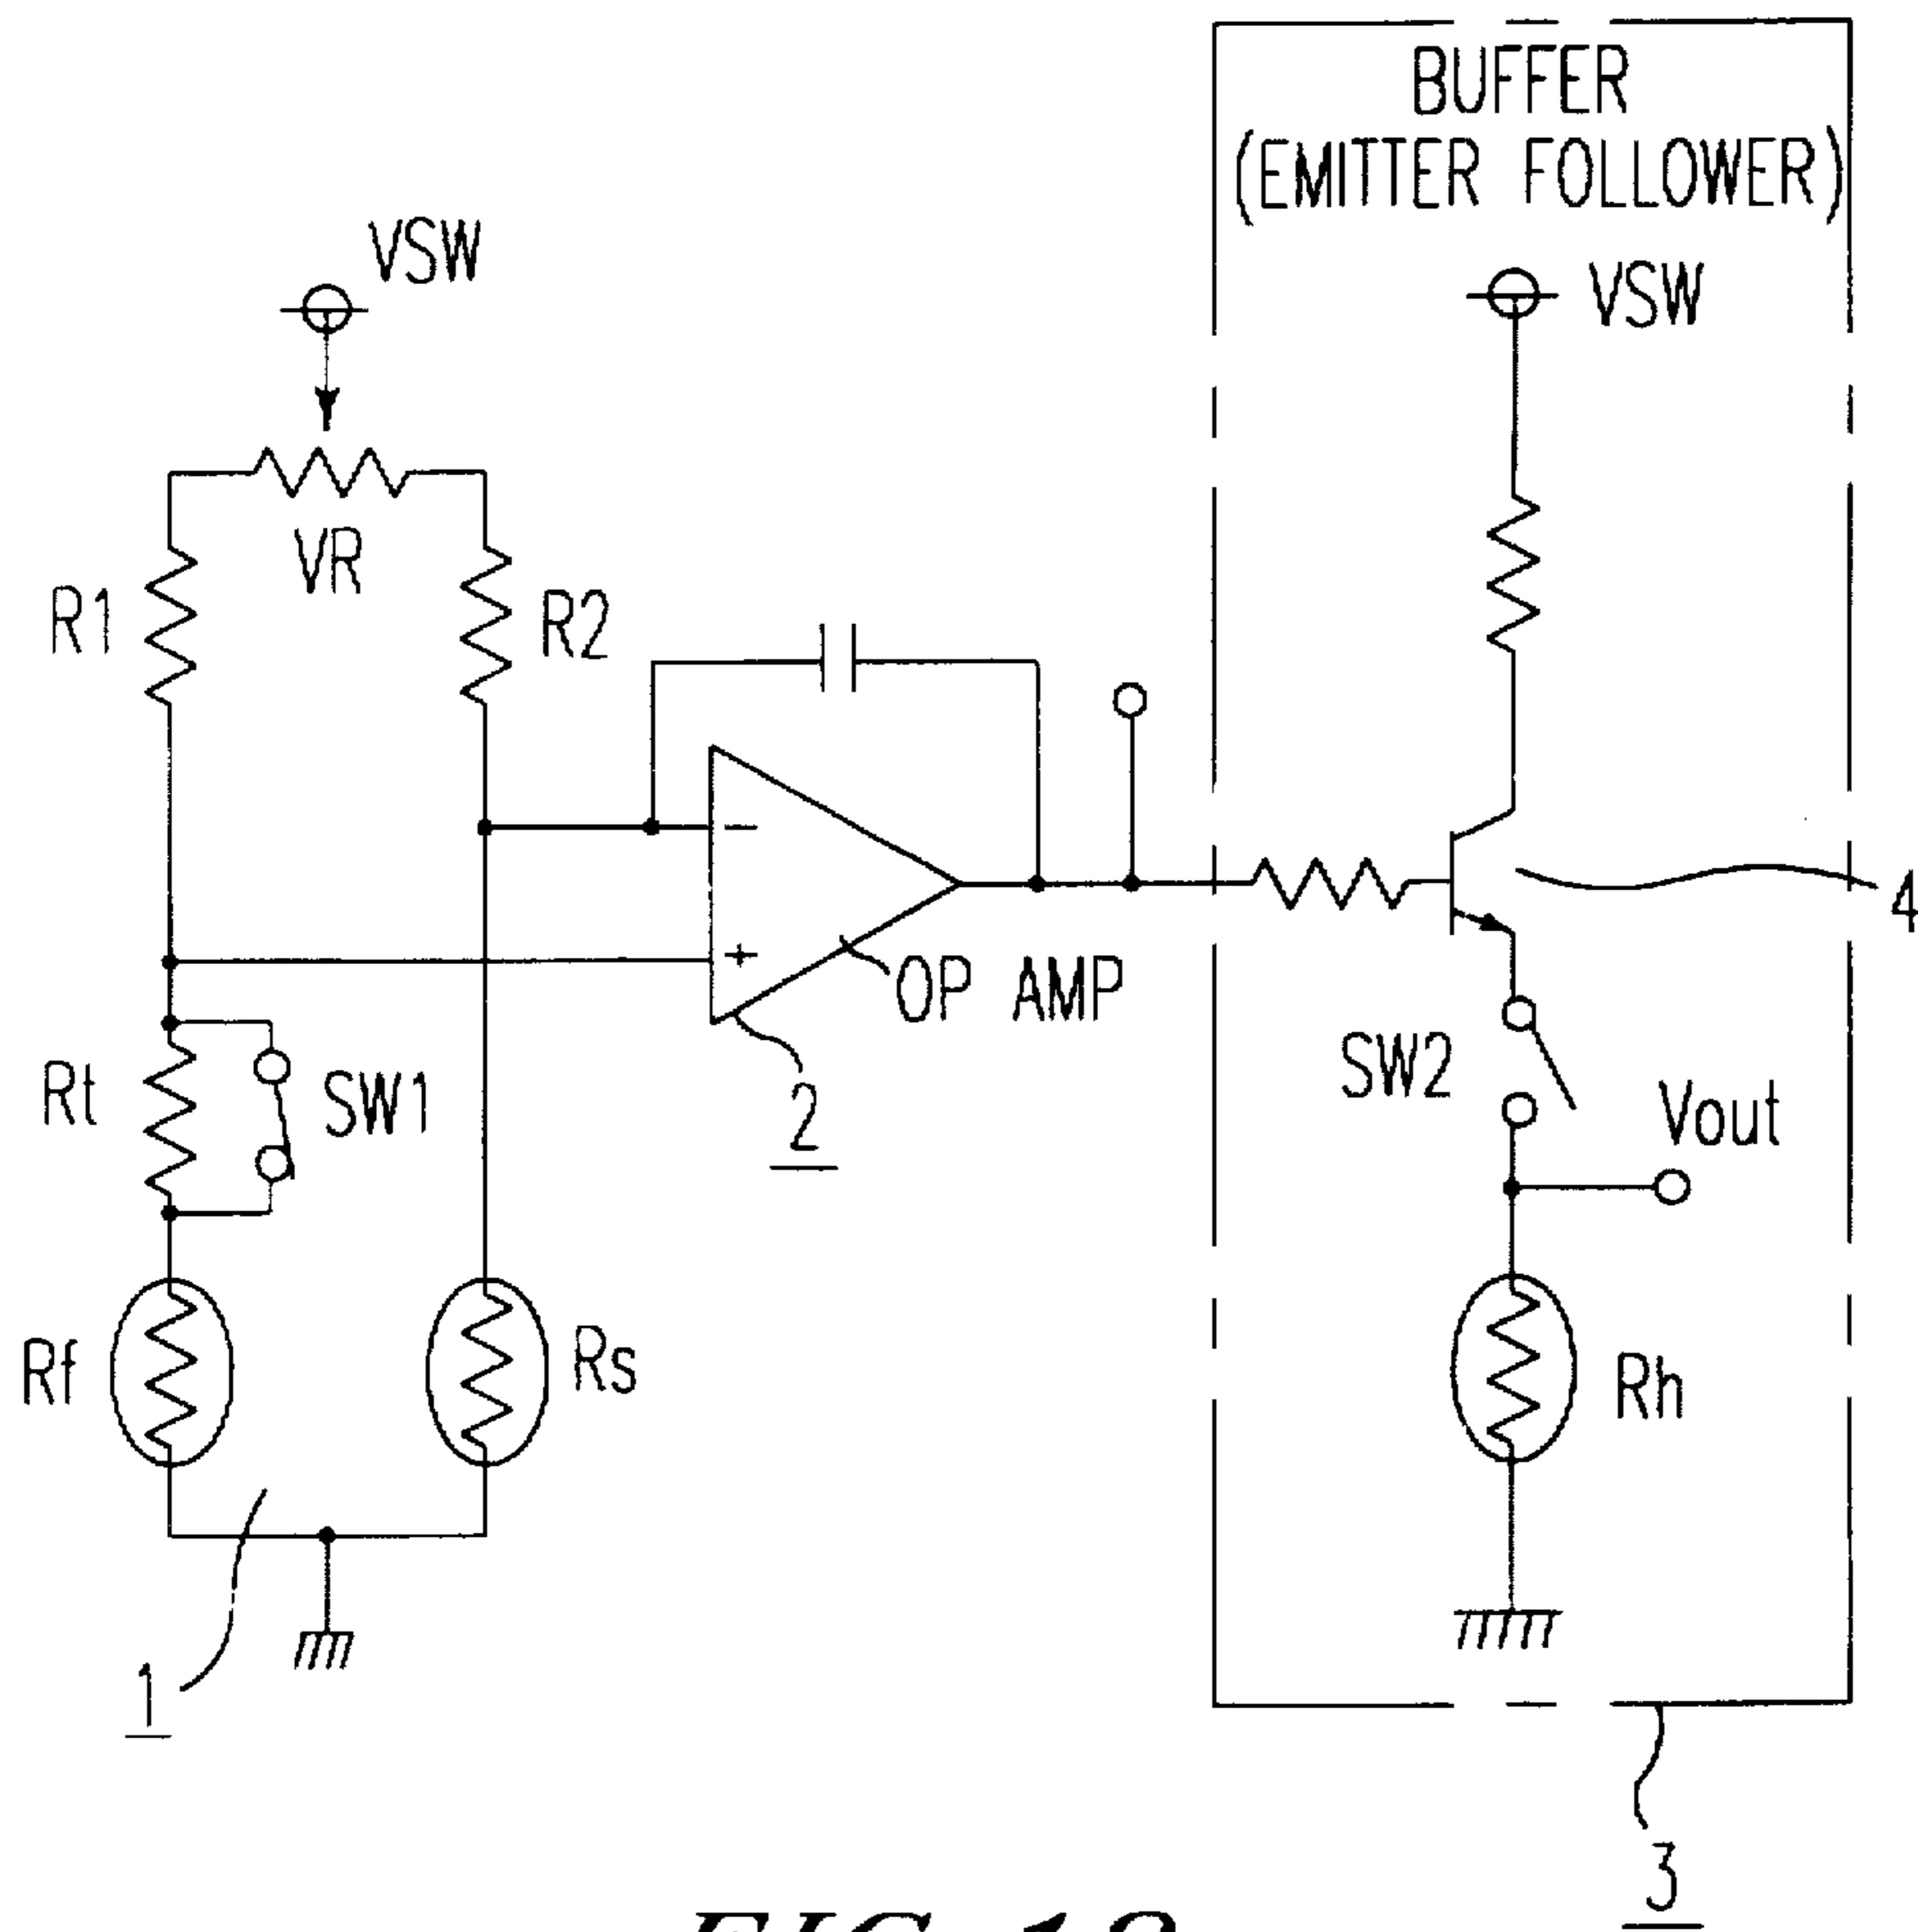 BUFFER
(EMITTER FOLLOWER)
VSW
VSW
VR
R1
R2
−
+
OP AMP
4
SW2
Vout
Rt
SW1
2
Rf
Rs
Rh
1
3